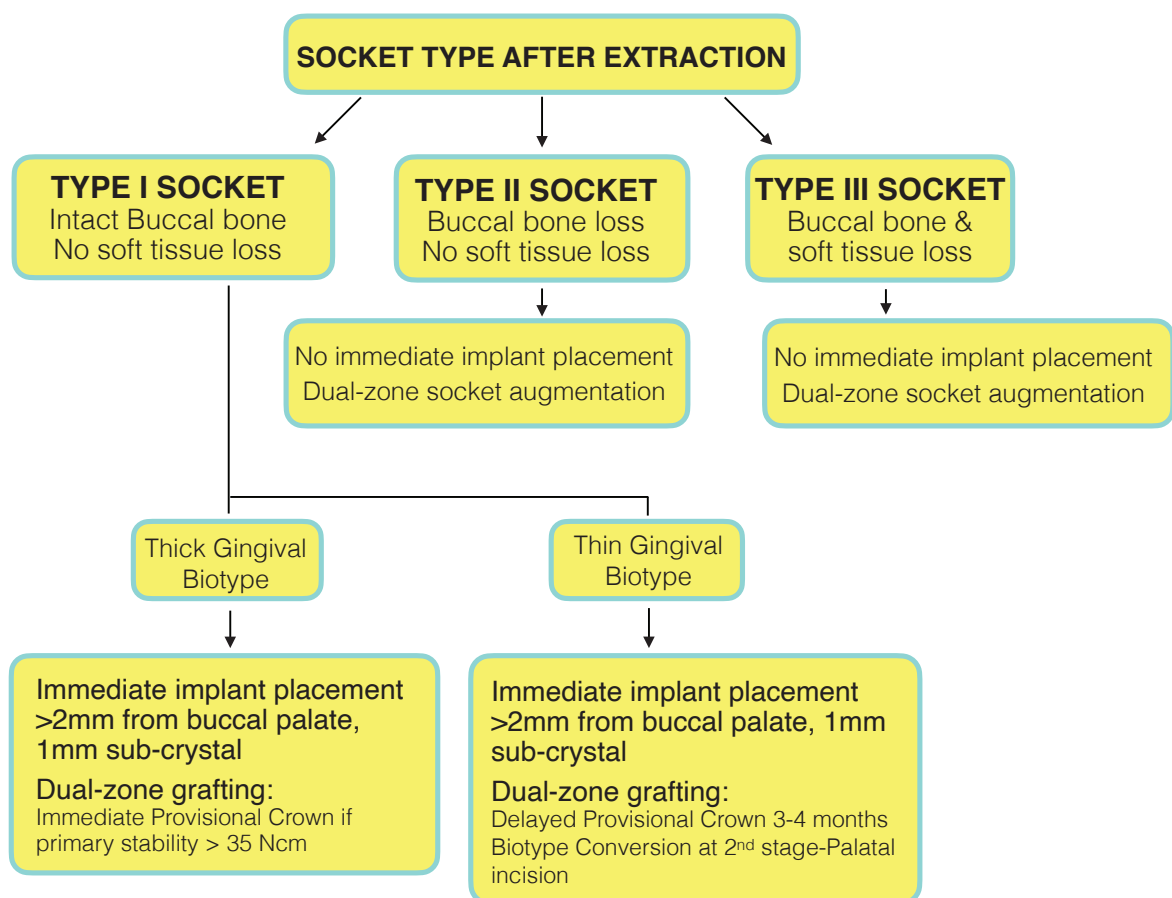 SOCKET TYPE AFTER EXTRACTION
TYPE I SOCKET
Intact Buccal bone
No soft tissue loss
TYPE II SOCKET
Buccal bone loss
No soft tissue loss
TYPE III SOCKET
Buccal bone &
soft tissue loss
No immediate implant placement
Dual-zone socket augmentation
No immediate implant placement
Dual-zone socket augmentation
Thick Gingival
Biotype
Thin Gingival
Biotype
Immediate implant placement
>2mm from buccal palate,
1mm sub-crystal
Dual-zone grafting:
Immediate Provisional Crown if
primary stability > 35 Ncm
Immediate implant placement
>2mm from buccal palate, 1mm
sub-crystal
Dual-zone grafting:
Delayed Provisional Crown 3-4 months
Biotype Conversion at 2nd stage-Palatal
incision